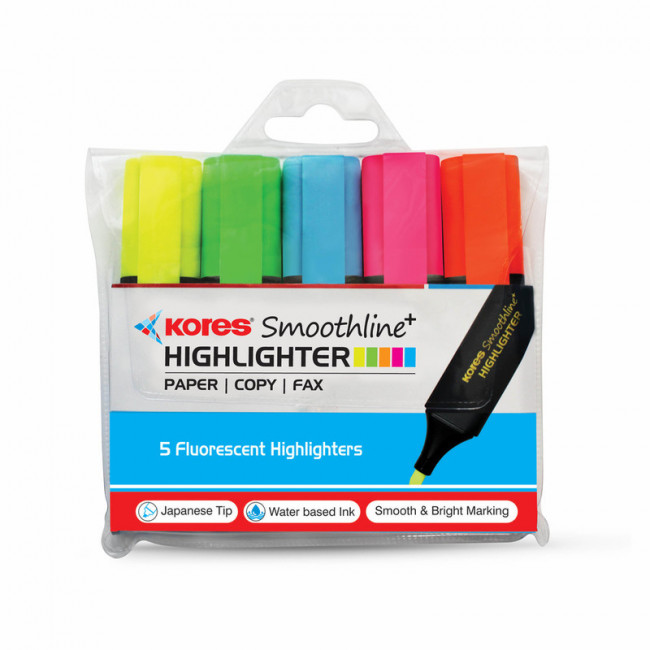 KORES® Smoothline+
HIGHLIGHTER
PAPER | COPY | FAX
KORES Smoothline+
HIGHLIGHTER
5 Fluorescent Highlighters
Japanese Tip
Water based Ink
Smooth & Bright Marking